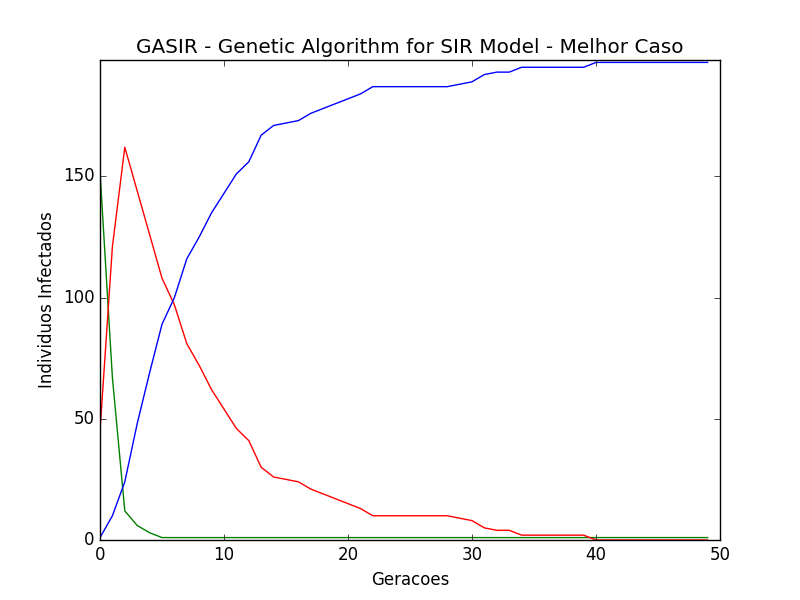 GASIR - Genetic Algorithm for SIR Model - Melhor Caso
Individuos Infectados
150
100
50
0
0 10 20 30 40 50
Geracoes